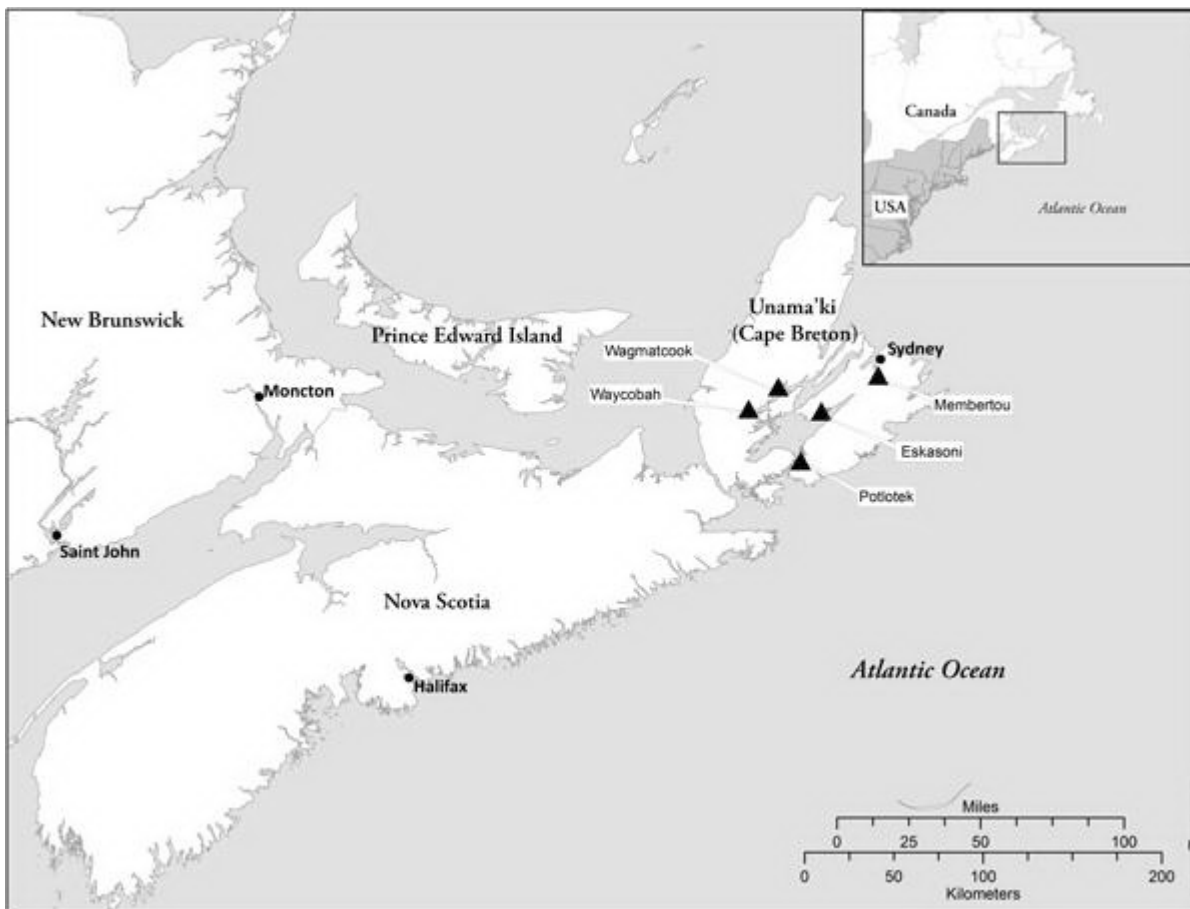 Canada
USA
Atlantic Ocean
New Brunswick
Prince Edward Island
Unama'ki
(Cape Breton)
Wagmatcook
Sydney
Waycobah
Moncton
Membertou
Eskasoni
Potlotek
Saint John
Nova Scotia
Halifax
Atlantic Ocean
Miles
0 25 50 100
0 50 100 200
Kilometers